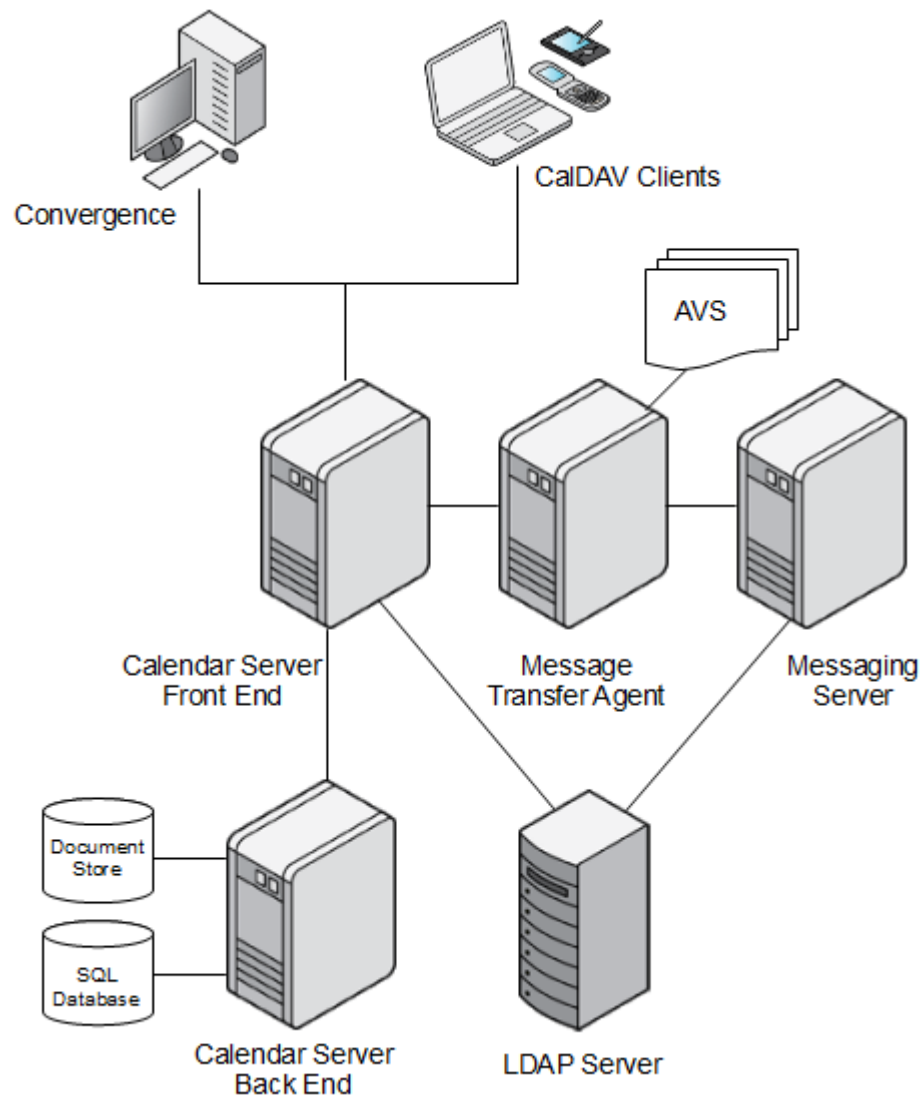 Convergence
CalDAV Clients
AVS
Calendar Server
Front End
Message
Transfer Agent
Messaging
Server
Document
Store
SQL
Database
Calendar Server
Back End
LDAP Server